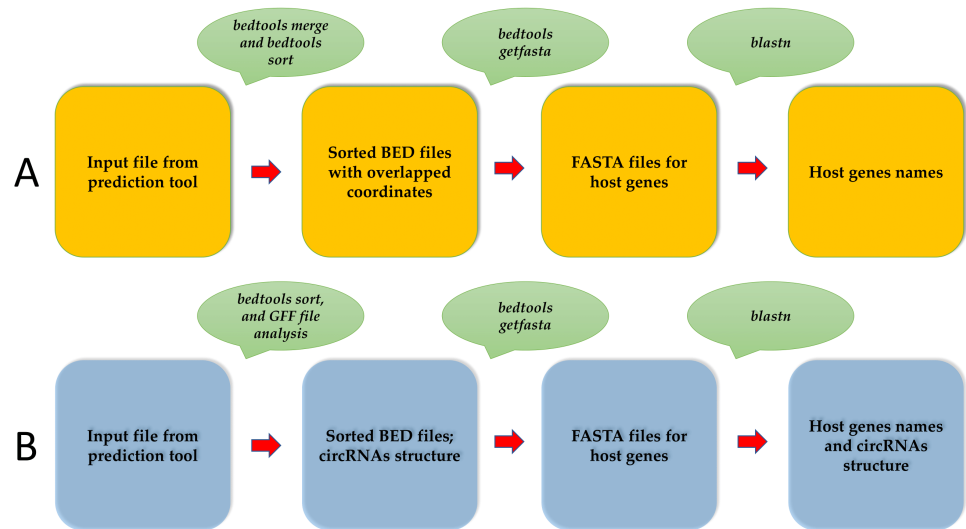 bedtools merge
and bedtools
sort
bedtools
getfasta
blastn
A
Input file from
prediction tool
Sorted BED files
with overlapped
coordinates
FASTA files for
host genes
Host genes names
bedtools sort,
and GFF file
analysis
bedtools
getfasta
blastn
B
Input file from
prediction tool
Sorted BED files;
circRNAs structure
FASTA files for
host genes
Host genes names
and circRNAs
structure